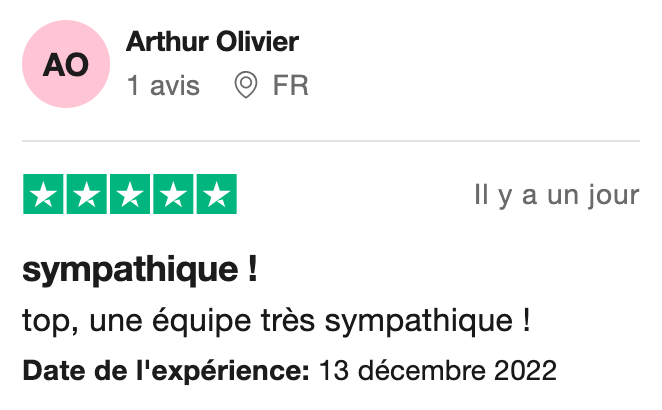 AO
Arthur Olivier
1 avis FR
Il y a un jour
sympathique !
top, une équipe très sympathique !
Date de l'expérience: 13 décembre 2022